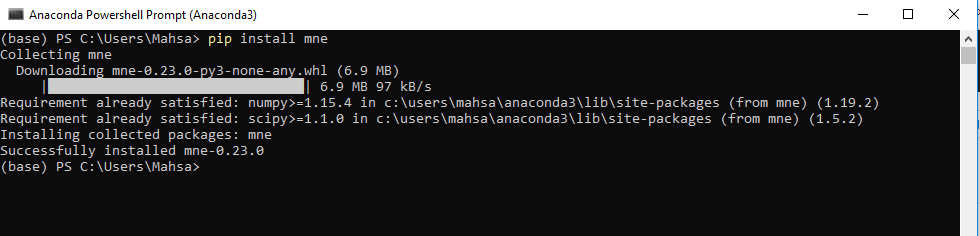 Anaconda Powershell Prompt (Anaconda3)
(base) PS C:\Users\Mahsa> pip install mne
Collecting mne
  Downloading mne-0.23.0-py3-none-any.whl (6.9 MB)
     |████████████████████████████████| 6.9 MB 97 kB/s
Requirement already satisfied: numpy>=1.15.4 in c:\users\mahsa\anaconda3\lib\site-packages (from mne) (1.19.2)
Requirement already satisfied: scipy>=1.1.0 in c:\users\mahsa\anaconda3\lib\site-packages (from mne) (1.5.2)
Installing collected packages: mne
Successfully installed mne-0.23.0
(base) PS C:\Users\Mahsa>